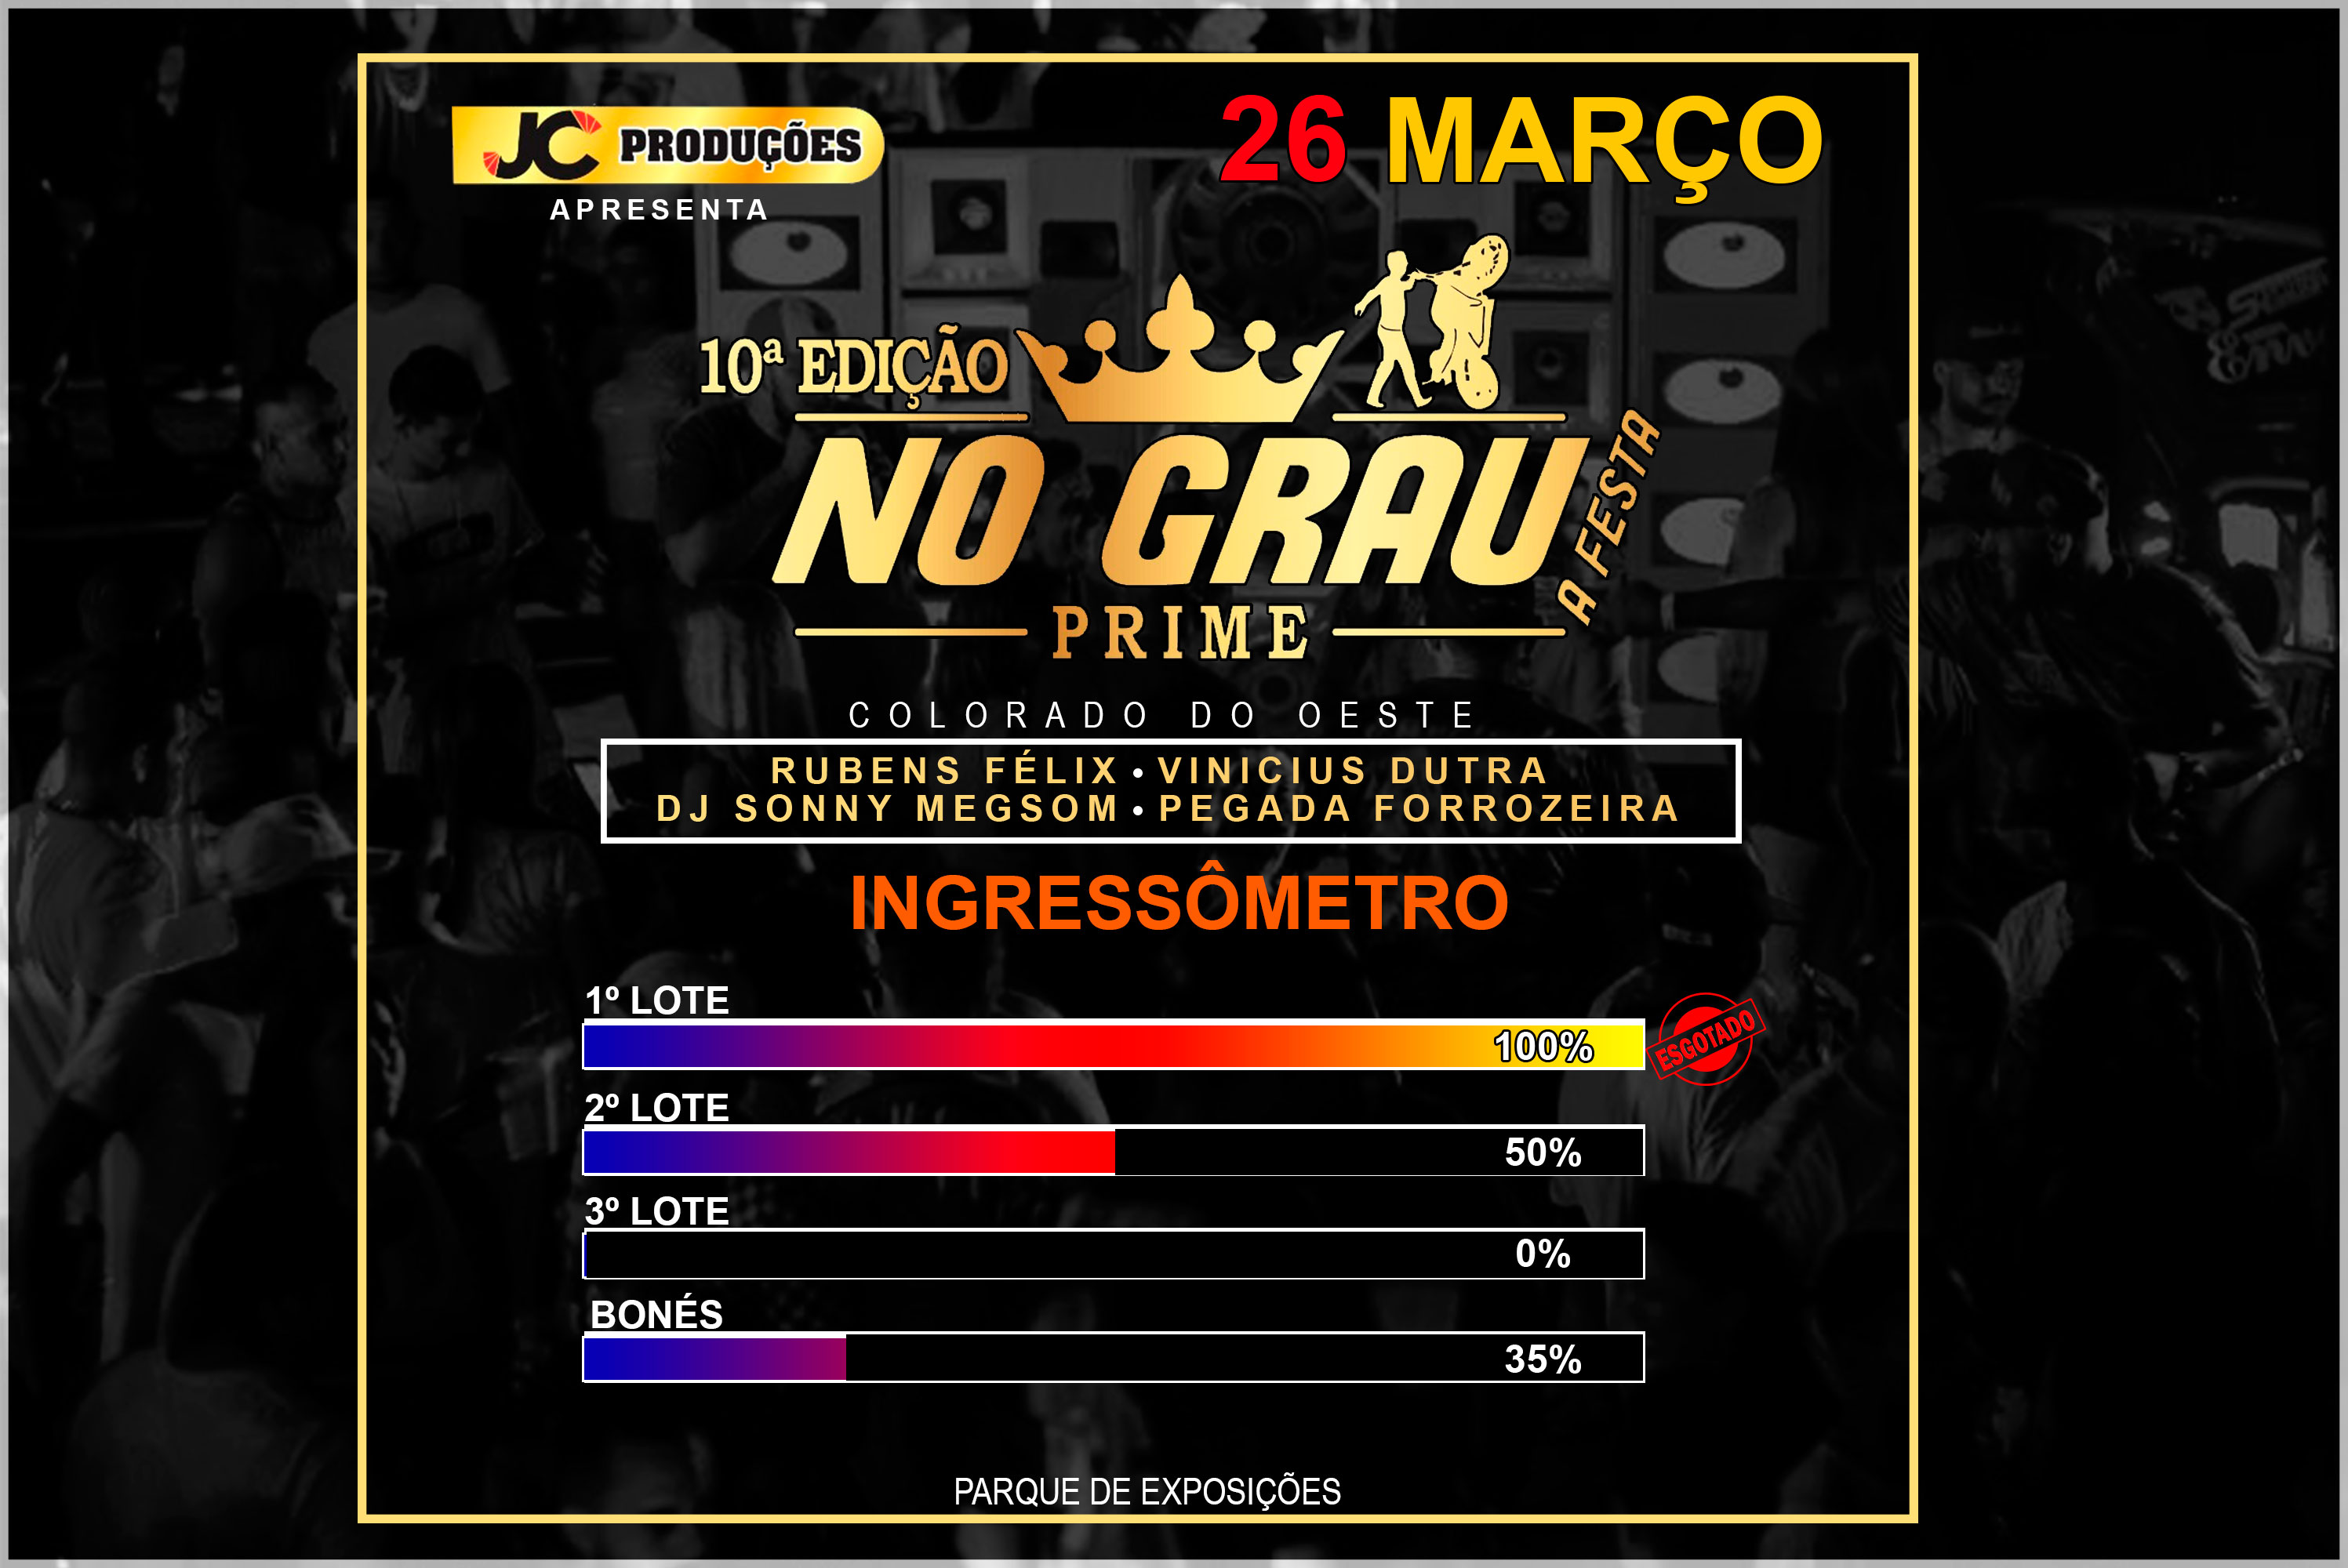 JC PRODUÇÕES
APRESENTA
26 MARÇO
10ª EDIÇÃO
NO GRAU
A FESTA
PRIME
COLORADO DO OESTE
RUBENS FÉLIX • VINICIUS DUTRA
DJ SONNY MEGSOM • PEGADA FORROZEIRA
INGRESSÔMETRO
1º LOTE
100%
ESGOTADO
2º LOTE
50%
3º LOTE
0%
BONÉS
35%
PARQUE DE EXPOSIÇÕES